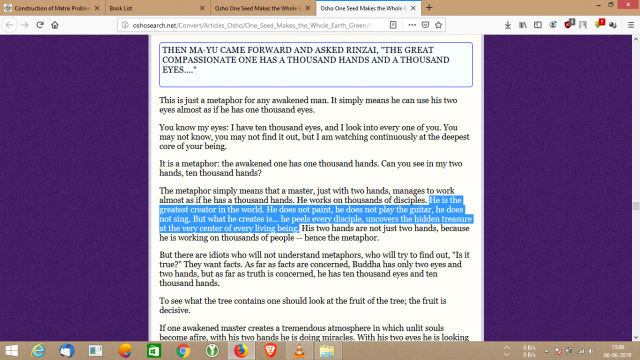 Construction of Matrix Problem
Book List
Osho One Seed Makes the Whole E
Osho One Seed Makes the Whole Ea
oshosearch.net/Convert/Articles_Osho/One_Seed_Makes_the_Whole_Earth_Green/
THEN MA-YU CAME FORWARD AND ASKED RINZAI, "THE GREAT
COMPASSIONATE ONE HAS A THOUSAND HANDS AND A THOUSAND
EYES...."
This is just a metaphor for any awakened man. It simply means he can use his two
eyes almost as if he has one thousand eyes.
You know my eyes: I have ten thousand eyes, and I look into every one of you. You
may not know, you may not find it out, but I am watching continuously at the deepest
core of your being.
It is a metaphor: the awakened one has one thousand hands. Can you see in my two
hands, ten thousand hands?
The metaphor simply means that a master, just with two hands, manages to work
almost as if he has a thousand hands. He works on thousands of disciples. He is the
greatest creator in the world. He does not paint, he does not play the guitar, he does
not sing. But what he creates is... he peels every disciple, uncovers the hidden treasure
at the very center of every living being. His two hands are not just two hands, because
he is working on thousands of people -- hence the metaphor.
But there are idiots who will not understand metaphors, who will try to find out, "Is it
true?" They want facts. As far as facts are concerned, Buddha has only two eyes and
two hands, but as far as truth is concerned, he has ten thousand eyes and ten
thousand hands.
To see what the tree contains one should look at the fruit of the tree; the fruit is
decisive.
If one awakened master creates a tremendous atmosphere in which unlit souls
become afire, with his two hands he is doing miracles. With his two eyes he is looking
0 B/s
0 B/s
13:00
06-08-2019